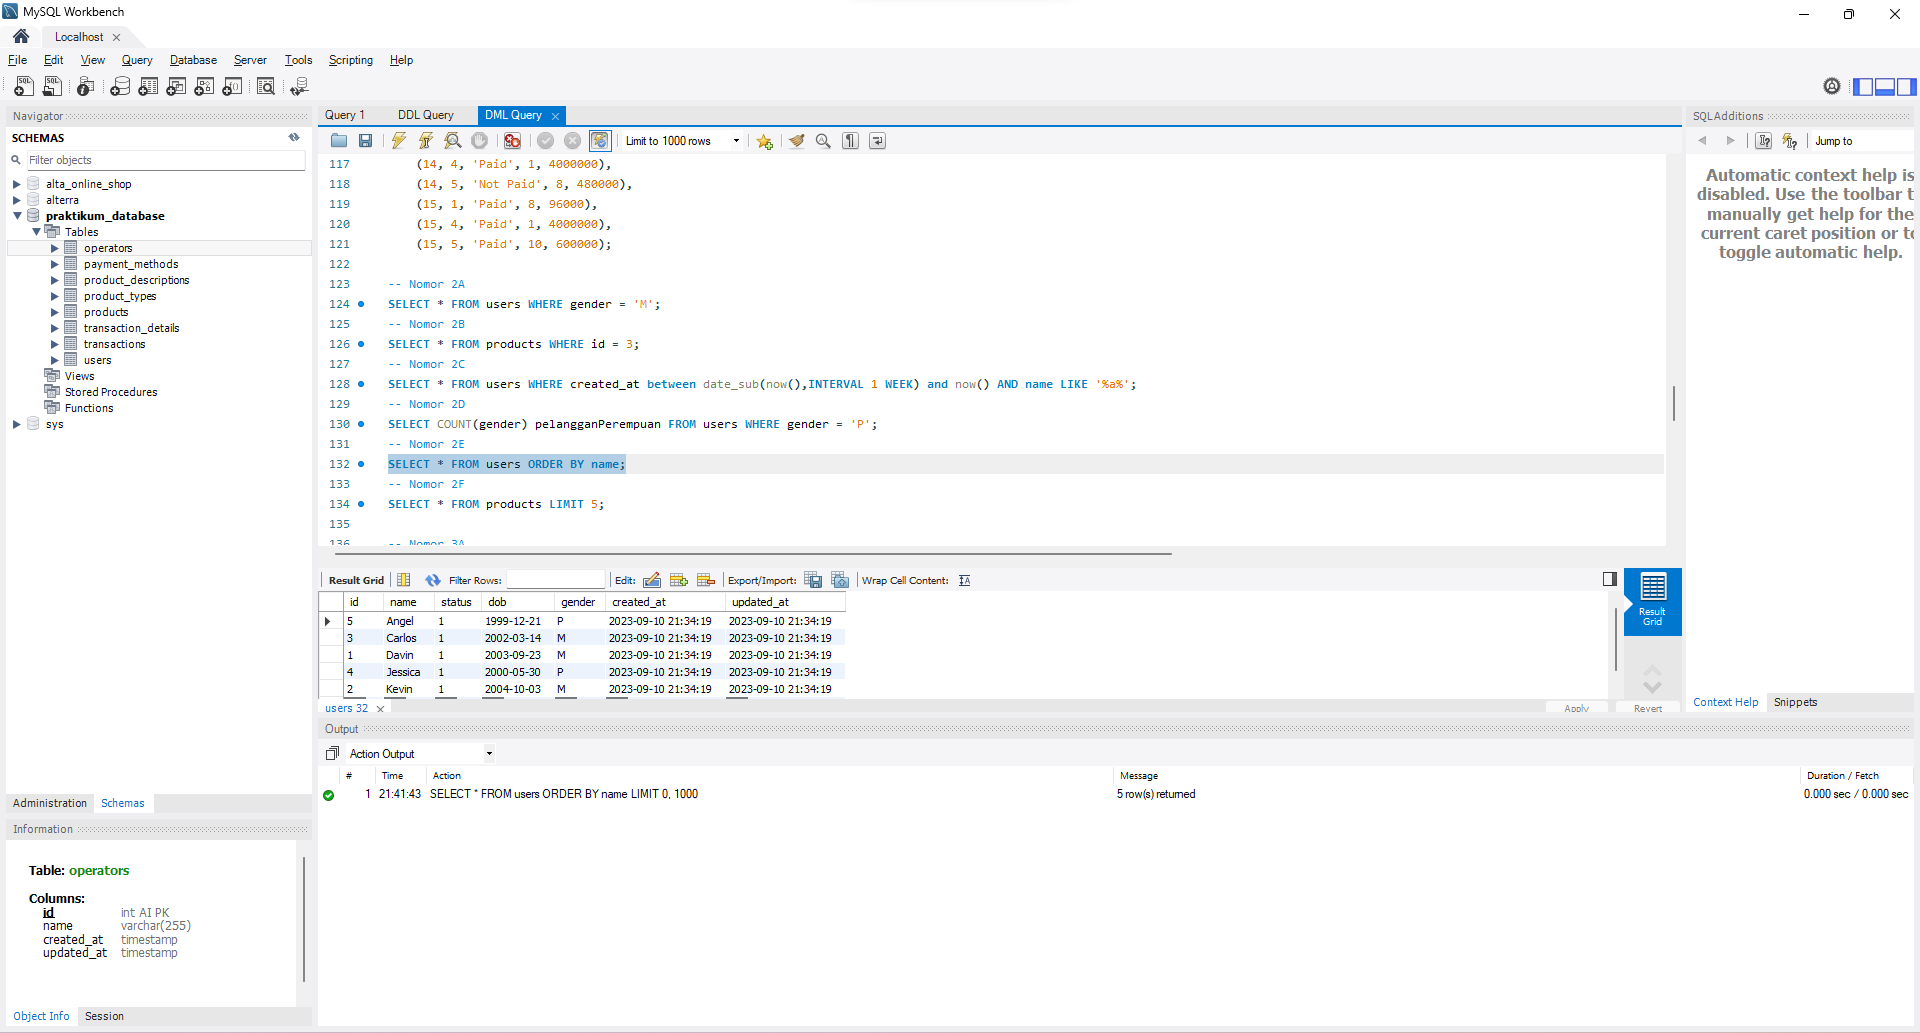 MySQL Workbench
Localhost
File Edit View Query Database Server Tools Scripting Help
Navigator
SCHEMAS
Filter objects
alta_online_shop
alterra
praktikum_database
Tables
operators
payment_methods
product_descriptions
product_types
products
transaction_details
transactions
users
Views
Stored Procedures
Functions
sys
Administration Schemas
Information
Table: operators
Columns:
id int AI PK
name varchar(255)
created_at timestamp
updated_at timestamp
Object Info Session
Query 1 DDL Query DML Query
Limit to 1000 rows
117 (14, 4, 'Paid', 1, 4000000),
118 (14, 5, 'Not Paid', 8, 480000),
119 (15, 1, 'Paid', 8, 96000),
120 (15, 4, 'Paid', 1, 4000000),
121 (15, 5, 'Paid', 10, 600000);
122
123 -- Nomor 2A
124 SELECT * FROM users WHERE gender = 'M';
125 -- Nomor 2B
126 SELECT * FROM products WHERE id = 3;
127 -- Nomor 2C
128 SELECT * FROM users WHERE created_at between date_sub(now(),INTERVAL 1 WEEK) and now() AND name LIKE '%a%';
129 -- Nomor 2D
130 SELECT COUNT(gender) pelangganPerempuan FROM users WHERE gender = 'P';
131 -- Nomor 2E
132 SELECT * FROM users ORDER BY name;
133 -- Nomor 2F
134 SELECT * FROM products LIMIT 5;
135
136 -- Nomor 3A
Result Grid Filter Rows: Edit: Export/Import: Wrap Cell Content:
id name status dob gender created_at updated_at
5 Angel 1 1999-12-21 P 2023-09-10 21:34:19 2023-09-10 21:34:19
3 Carlos 1 2002-03-14 M 2023-09-10 21:34:19 2023-09-10 21:34:19
1 Davin 1 2003-09-23 M 2023-09-10 21:34:19 2023-09-10 21:34:19
4 Jessica 1 2000-05-30 P 2023-09-10 21:34:19 2023-09-10 21:34:19
2 Kevin 1 2004-10-03 M 2023-09-10 21:34:19 2023-09-10 21:34:19
Result
Grid
users 32 Apply Revert
Output
Action Output
# Time Action Message Duration / Fetch
1 21:41:43 SELECT * FROM users ORDER BY name LIMIT 0, 1000 5 row(s) returned 0.000 sec / 0.000 sec
SQLAdditions
Jump to
Automatic context help is
disabled. Use the toolbar t
manually get help for the
current caret position or to
toggle automatic help.
Context Help Snippets